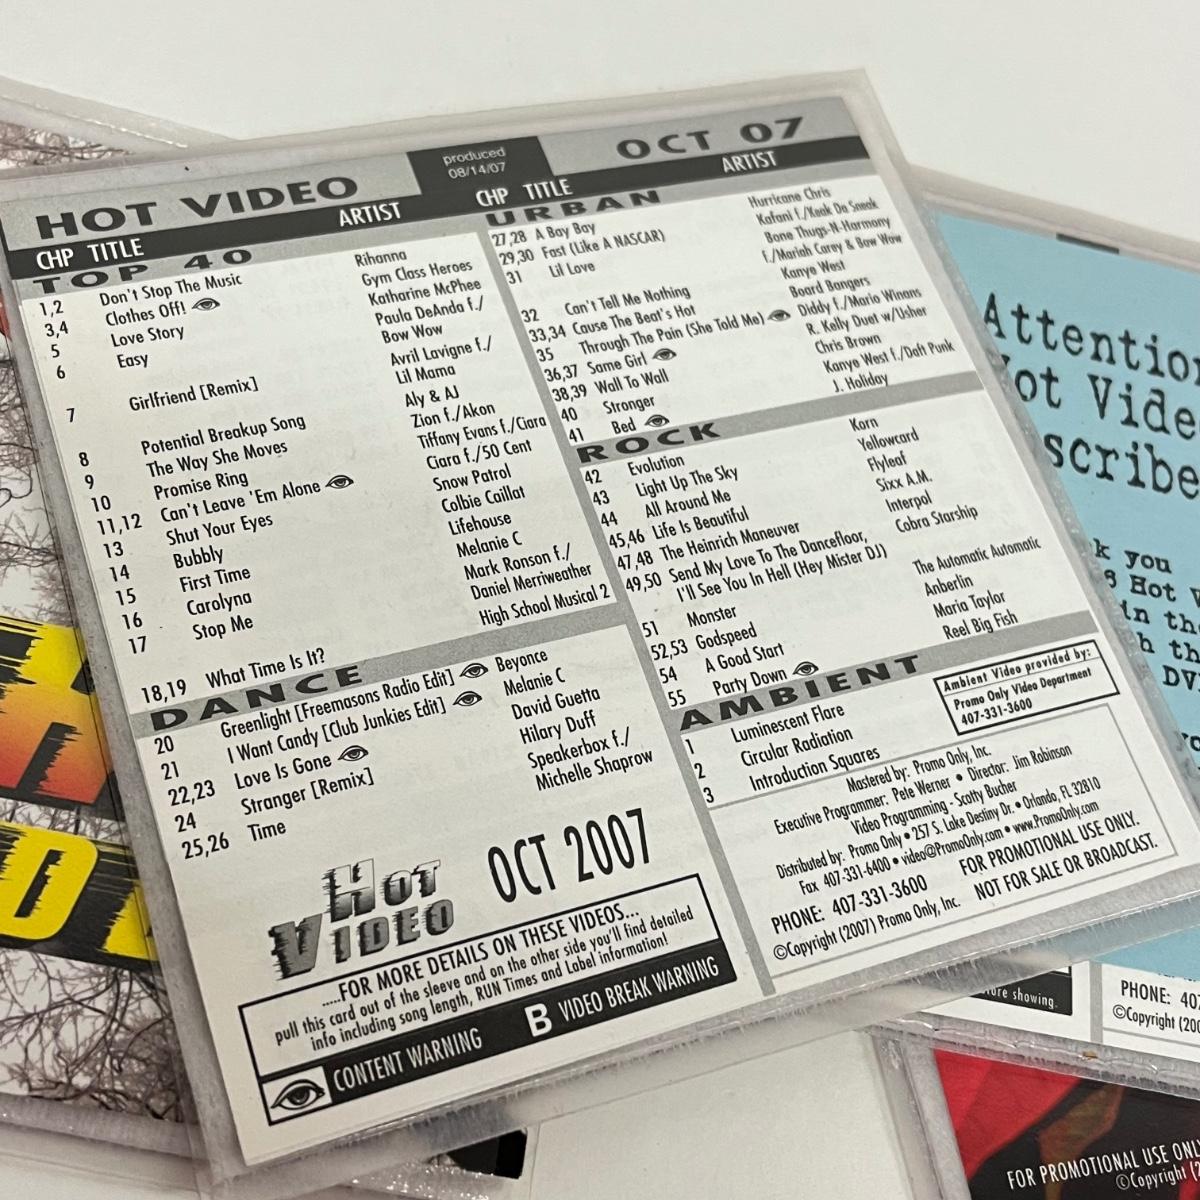 HOT VIDEO
produced
08/14/07
OCT 07
CHP TITLE ARTIST
CHP TITLE ARTIST
TOP 40
1,2 Don't Stop The Music Rihanna
3,4 Clothes Off! Gym Class Heroes
5 Love Story Katharine McPhee
6 Easy Paula DeAnda f./
Bow Wow
7 Girlfriend [Remix] Avril Lavigne f./
Lil Mama
8 Potential Breakup Song Aly & AJ
9 The Way She Moves Zion f./Akon
10 Promise Ring Tiffany Evans f./Ciara
11,12 Can't Leave 'Em Alone Ciara f./50 Cent
13 Shut Your Eyes Snow Patrol
14 Bubbly Colbie Caillat
15 First Time Lifehouse
16 Carolyna Melanie C
17 Stop Me Mark Ronson f./
Daniel Merriweather
18,19 What Time Is It? High School Musical 2
DANCE
20 Greenlight [Freemasons Radio Edit] Beyonce
21 I Want Candy [Club Junkies Edit] Melanie C
22,23 Love Is Gone David Guetta
24 Stranger [Remix] Hilary Duff
25,26 Time Speakerbox f./
Michelle Shaprow
HOT
VIDEO
OCT 2007
.....FOR MORE DETAILS ON THESE VIDEOS...
pull this card out of the sleeve and on the other side you'll find detailed
info including song length, RUN Times and Label information!
CONTENT WARNING B VIDEO BREAK WARNING
URBAN
27,28 A Bay Bay Hurricane Chris
29,30 Fast (Like A NASCAR) Kafani f./Keak Da Sneak
31 Lil Love Bone Thugs-N-Harmony
f./Mariah Carey & Bow Wow
32 Can't Tell Me Nothing Kanye West
33,34 Cause The Beat's Hot Board Bangers
35 Through The Pain (She Told Me) Diddy f./Mario Winans
36,37 Same Girl R. Kelly Duet w/Usher
38,39 Wall To Wall Chris Brown
40 Stronger Kanye West f./Daft Punk
41 Bed J. Holiday
ROCK
42 Evolution Korn
43 Light Up The Sky Yellowcard
44 All Around Me Flyleaf
45,46 Life Is Beautiful Sixx A.M.
47,48 The Heinrich Maneuver Interpol
49,50 Send My Love To The Dancefloor, Cobra Starship
I'll See You In Hell (Hey Mister DJ)
51 Monster The Automatic Automatic
52,53 Godspeed Anberlin
54 A Good Start Maria Taylor
55 Party Down Reel Big Fish
AMBIENT
1 Luminescent Flare
2 Circular Radiation
3 Introduction Squares
Ambient Video provided by:
Promo Only Video Department
407-331-3600
Mastered by: Promo Only, Inc.
Executive Programmer: Pete Werner • Director: Jim Robinson
Video Programming - Scotty Bucher
Distributed by: Promo Only • 257 S. Lake Destiny Dr. • Orlando, FL 32810
Fax 407-331-6400 • video@PromoOnly.com • www.PromoOnly.com
PHONE: 407-331-3600 FOR PROMOTIONAL USE ONLY.
©Copyright (2007) Promo Only, Inc. NOT FOR SALE OR BROADCAST.
Attention
Hot Vide
scribe
k you
Hot V
in the
h th
DV
ore showing.
PHONE: 407
©Copyright (200
FOR PROMOTIONAL USE ONLY
©Copyright (2